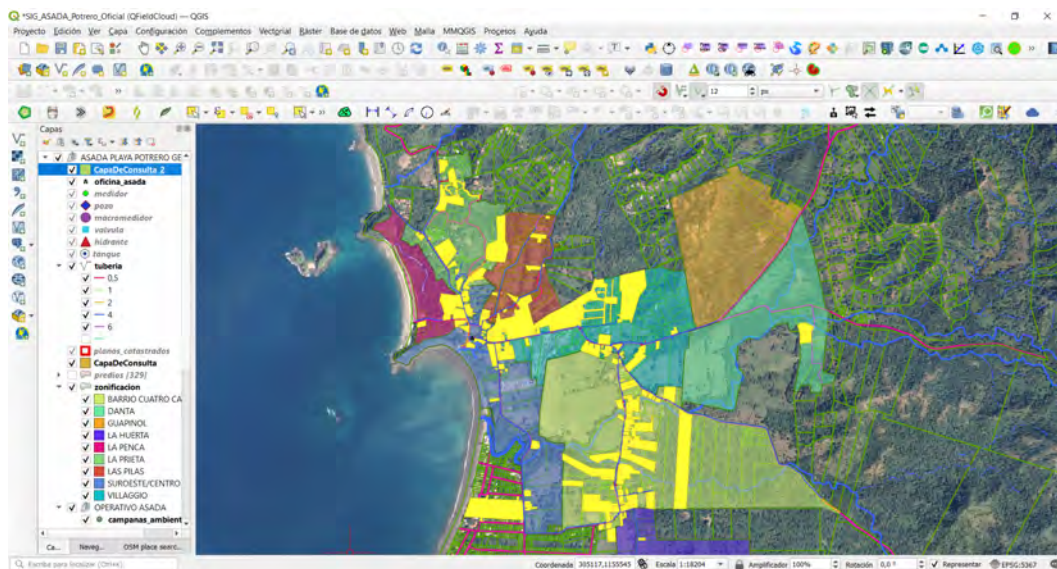 *SIG_ASADA_Potrero_Oficial (QFieldCloud) — QGIS
Proyecto Edición Ver Capa Configuración Complementos Vectorial Ráster Base de datos Web Malla MMQGIS Procesos Ayuda
12 px
Capas
ASADA PLAYA POTRERO GE
CapaDeConsulta 2
oficina_asada
medidor
pozo
macromedidor
valvula
hidrante
tanque
tuberia
0,5
1
2
4
6
planos_catastrados
CapaDeConsulta
predios [329]
zonificacion
BARRIO CUATRO CA
DANTA
GUAPINOL
LA HUERTA
LA PENCA
LA PRIETA
LAS PILAS
SUROESTE/CENTRO
VILLAGGIO
OPERATIVO ASADA
campanas_ambient
Ca... Naveg... OSM place searc...
Escriba para localizar (Ctrl+K) Coordenada 305117,1155545 Escala 1:18204 Amplificador 100% Rotación 0,0 ° Representar EPSG:5367